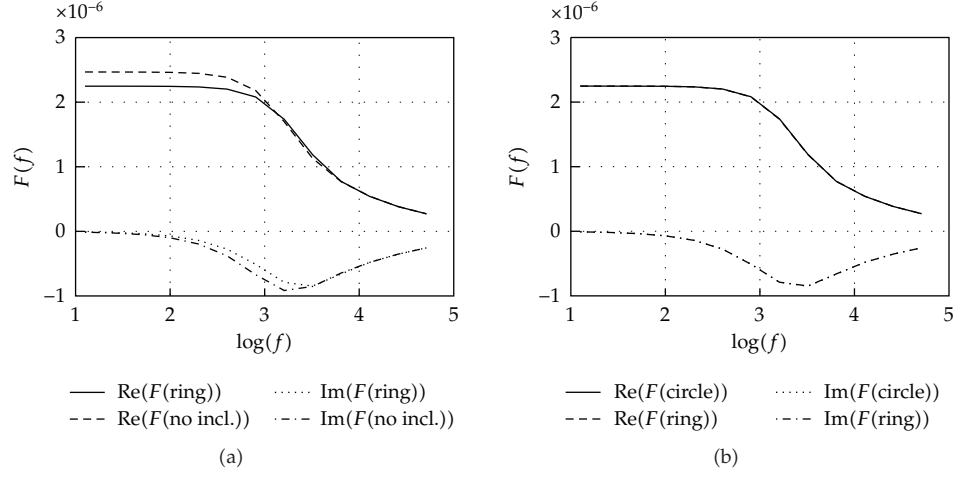 ×10−6
3
2
1
0
−1
F(f)
1 2 3 4 5
log(f)
Re(F(ring))
Re(F(no incl.))
Im(F(ring))
Im(F(no incl.))
(a)
×10−6
3
2
1
0
−1
F(f)
1 2 3 4 5
log(f)
Re(F(circle))
Re(F(ring))
Im(F(circle))
Im(F(ring))
(b)